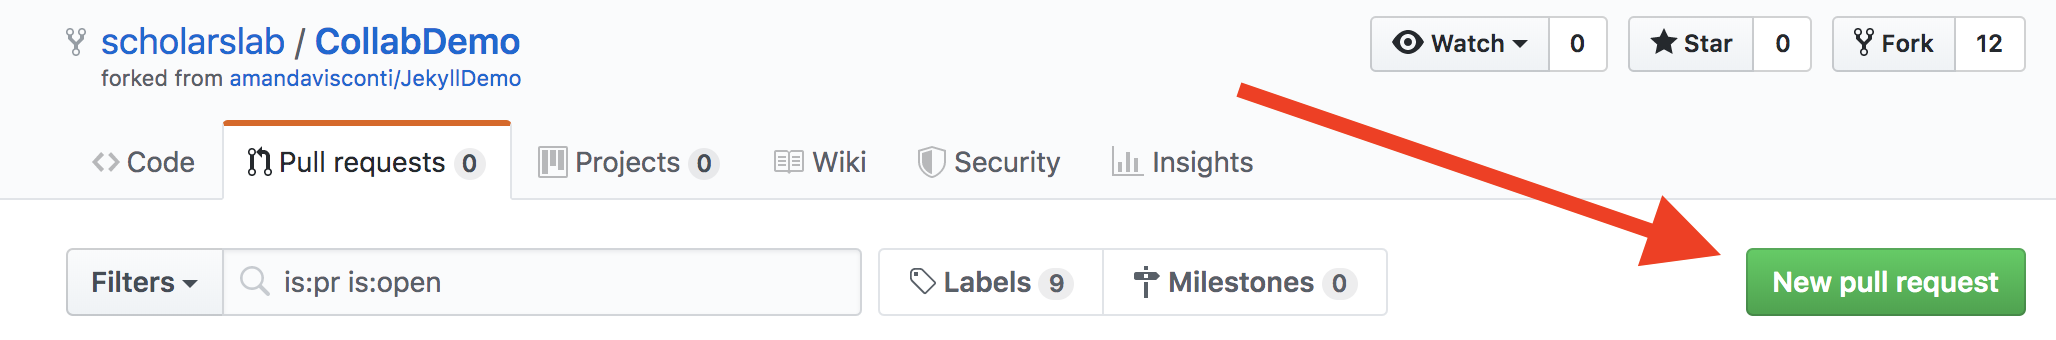 scholarslab / CollabDemo
Watch 0 Star 0 Fork 12
forked from amandavisconti/JekyllDemo
Code Pull requests 0 Projects 0 Wiki Security Insights
Filters is:pr is:open Labels 9 Milestones 0 New pull request